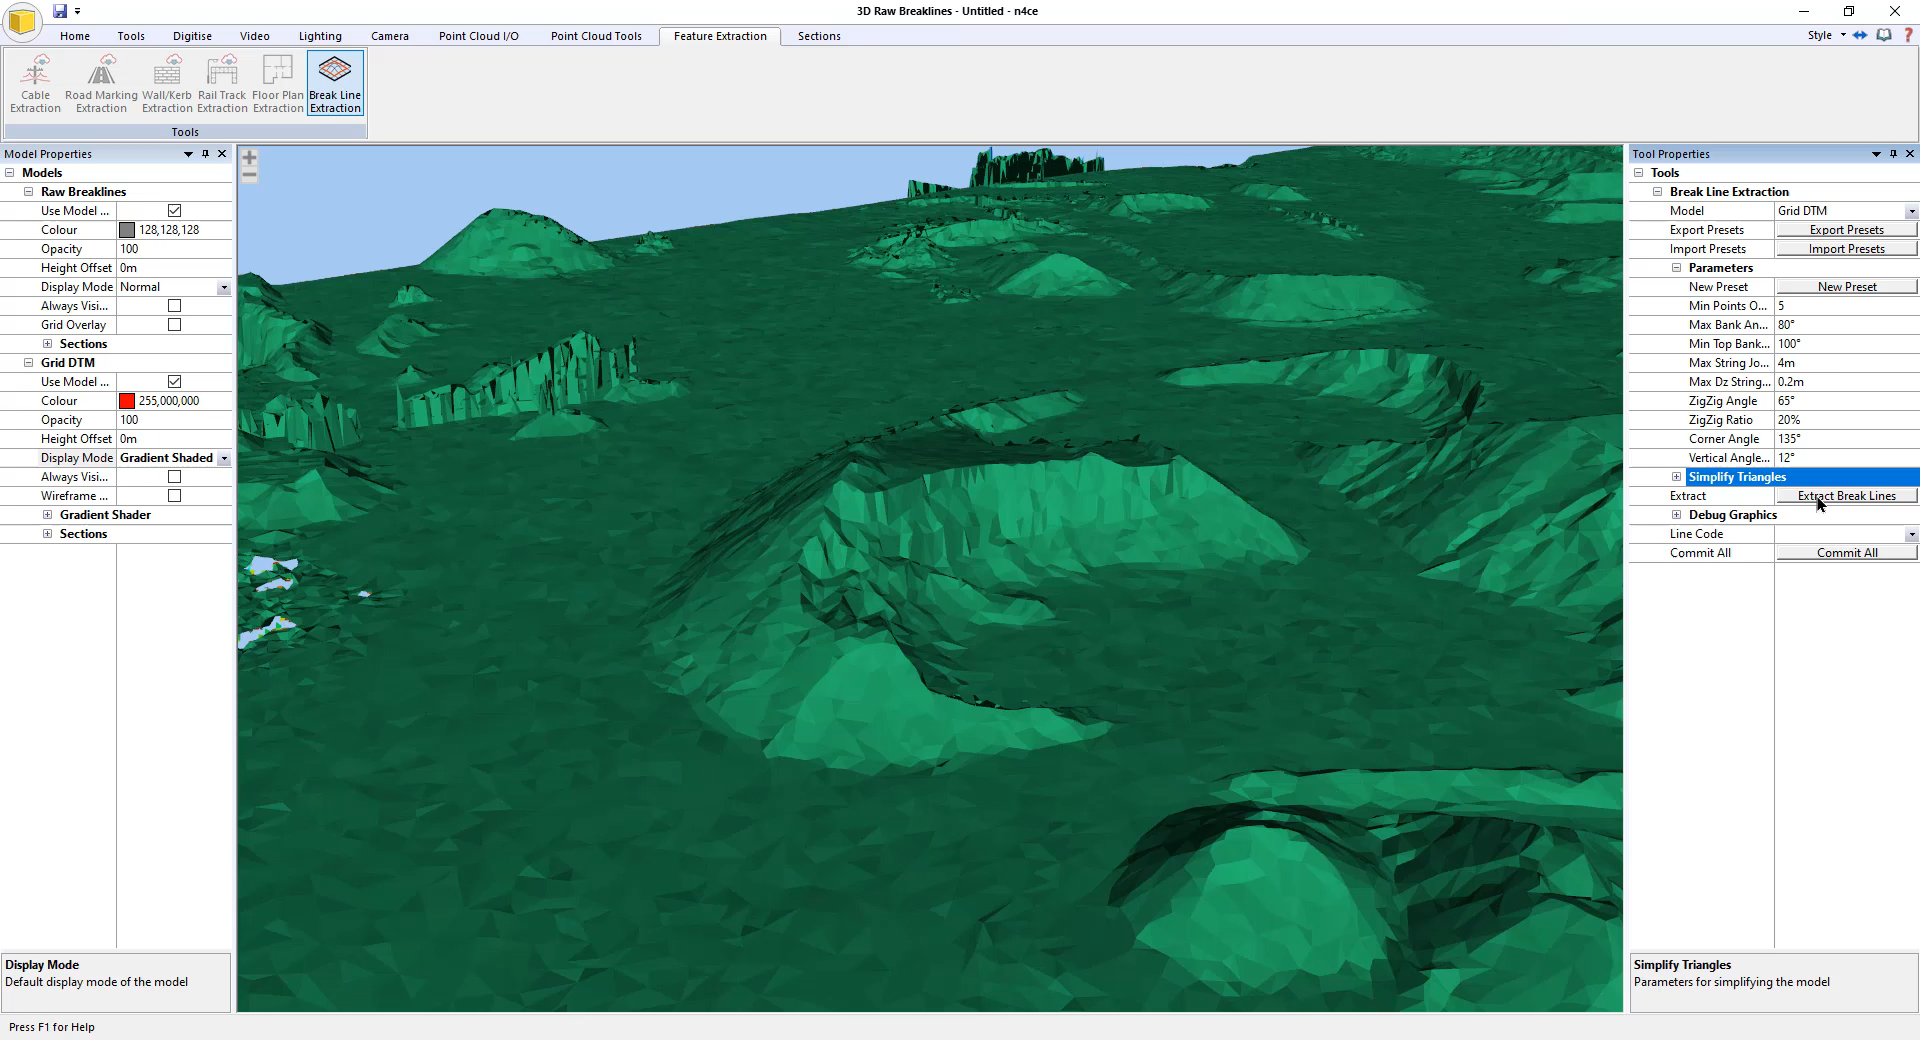 3D Raw Breaklines - Untitled - n4ce
Home Tools Digitise Video Lighting Camera Point Cloud I/O Point Cloud Tools Feature Extraction Sections Style
Cable Extraction
Road Marking Extraction
Wall/Kerb Extraction
Rail Track Extraction
Floor Plan Extraction
Break Line Extraction
Tools
Model Properties
Models
Raw Breaklines
Use Model ...
Colour 128,128,128
Opacity 100
Height Offset 0m
Display Mode Normal
Always Visi...
Grid Overlay
Sections
Grid DTM
Use Model ...
Colour 255,000,000
Opacity 100
Height Offset 0m
Display Mode Gradient Shaded
Always Visi...
Wireframe ...
Gradient Shader
Sections
Display Mode
Default display mode of the model
Tool Properties
Tools
Break Line Extraction
Model Grid DTM
Export Presets Export Presets
Import Presets Import Presets
Parameters
New Preset New Preset
Min Points O... 5
Max Bank An... 80°
Min Top Bank... 100°
Max String Jo... 4m
Max Dz String... 0.2m
ZigZig Angle 65°
ZigZig Ratio 20%
Corner Angle 135°
Vertical Angle... 12°
Simplify Triangles
Extract Extract Break Lines
Debug Graphics
Line Code
Commit All Commit All
Simplify Triangles
Parameters for simplifying the model
Press F1 for Help